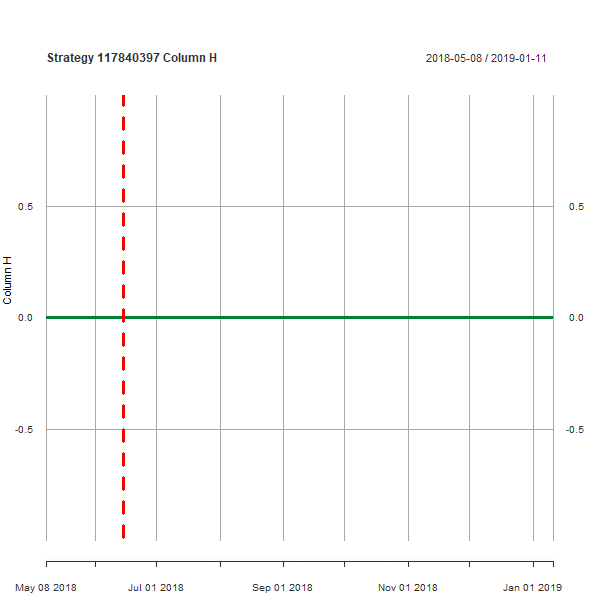 Strategy 117840397 Column H
2018-05-08 / 2019-01-11
0.5
0.5
Column H
0.0
0.0
-0.5
-0.5
May 08 2018
Jul 01 2018
Sep 01 2018
Nov 01 2018
Jan 01 2019